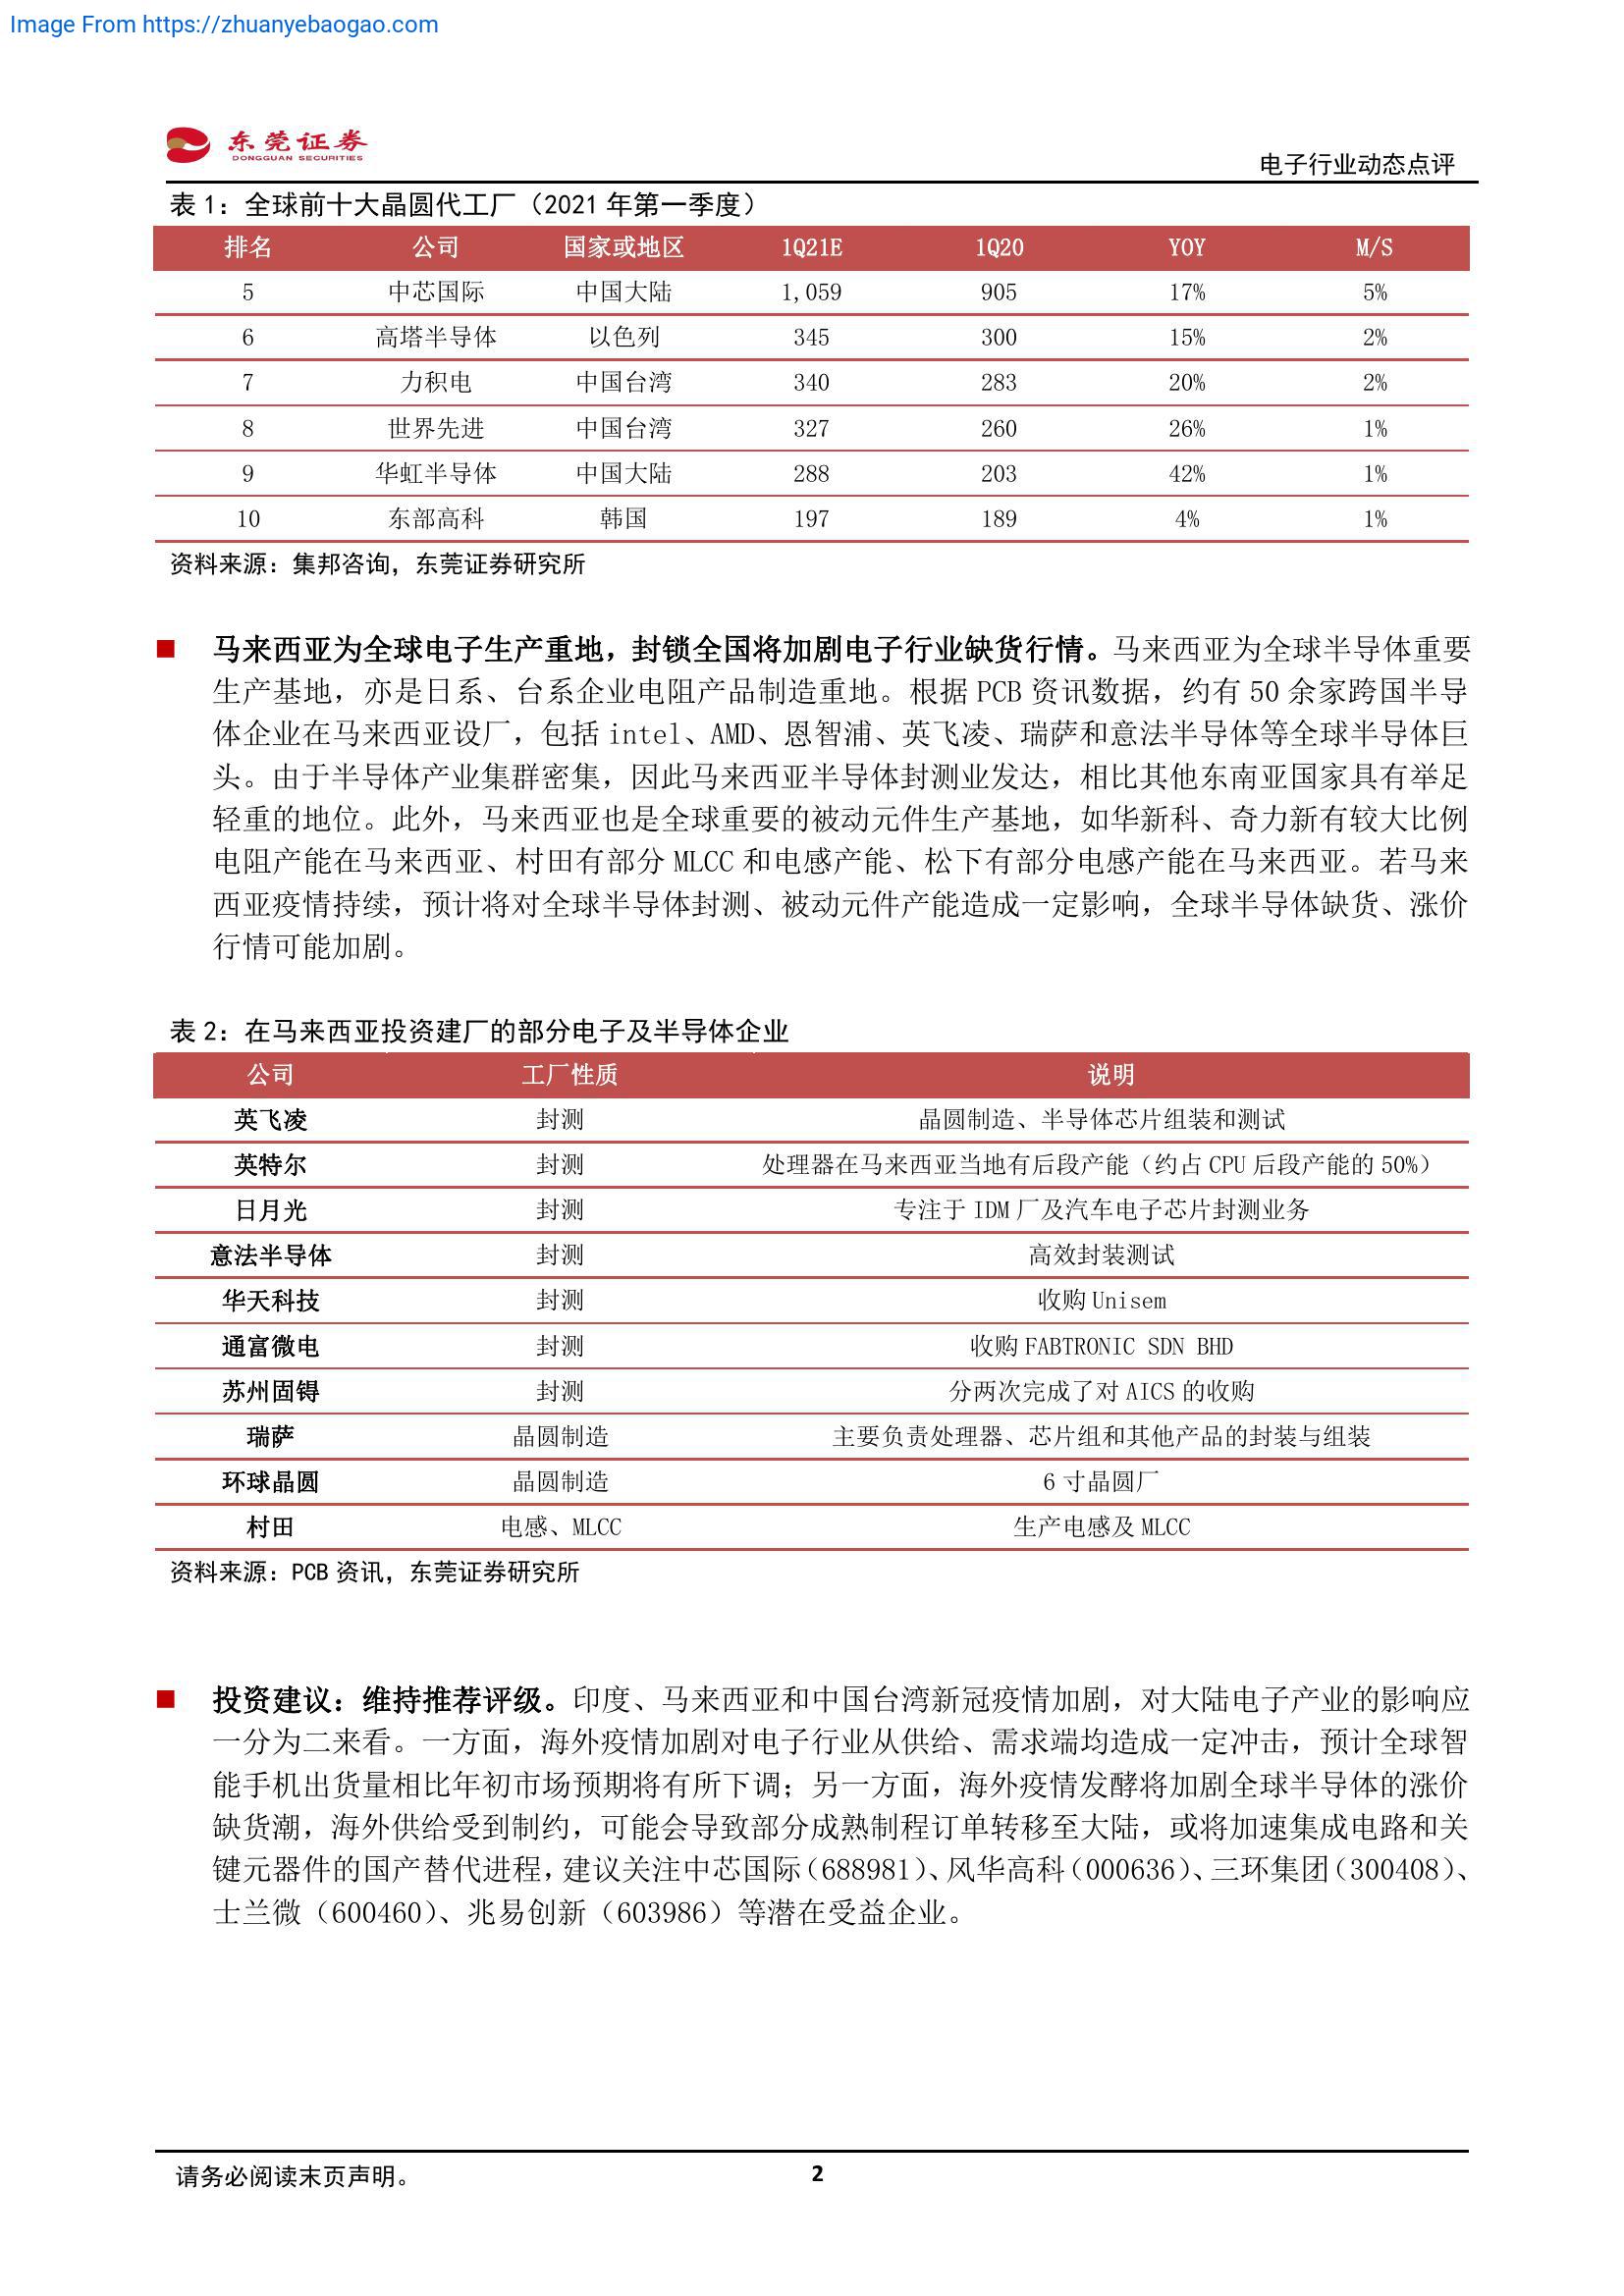 Image From https://zhuanyebaogao.com
东莞证券
DONGGUAN SECURITIES
电子行业动态点评
表 1：全球前十大晶圆代工厂（2021 年第一季度）
排名 公司 国家或地区 1Q21E 1Q20 YOY M/S
5 中芯国际 中国大陆 1,059 905 17% 5%
6 高塔半导体 以色列 345 300 15% 2%
7 力积电 中国台湾 340 283 20% 2%
8 世界先进 中国台湾 327 260 26% 1%
9 华虹半导体 中国大陆 288 203 42% 1%
10 东部高科 韩国 197 189 4% 1%
资料来源：集邦咨询，东莞证券研究所
马来西亚为全球电子生产重地，封锁全国将加剧电子行业缺货行情。马来西亚为全球半导体重要
生产基地，亦是日系、台系企业电阻产品制造重地。根据 PCB 资讯数据，约有 50 余家跨国半导
体企业在马来西亚设厂，包括 intel、AMD、恩智浦、英飞凌、瑞萨和意法半导体等全球半导体巨
头。由于半导体产业集群密集，因此马来西亚半导体封测业发达，相比其他东南亚国家具有举足
轻重的地位。此外，马来西亚也是全球重要的被动元件生产基地，如华新科、奇力新有较大比例
电阻产能在马来西亚、村田有部分 MLCC 和电感产能、松下有部分电感产能在马来西亚。若马来
西亚疫情持续，预计将对全球半导体封测、被动元件产能造成一定影响，全球半导体缺货、涨价
行情可能加剧。
表 2：在马来西亚投资建厂的部分电子及半导体企业
公司 工厂性质 说明
英飞凌 封测 晶圆制造、半导体芯片组装和测试
英特尔 封测 处理器在马来西亚当地有后段产能（约占 CPU 后段产能的 50%）
日月光 封测 专注于 IDM 厂及汽车电子芯片封测业务
意法半导体 封测 高效封装测试
华天科技 封测 收购 Unisem
通富微电 封测 收购 FABTRONIC SDN BHD
苏州固锝 封测 分两次完成了对 AICS 的收购
瑞萨 晶圆制造 主要负责处理器、芯片组和其他产品的封装与组装
环球晶圆 晶圆制造 6 寸晶圆厂
村田 电感、MLCC 生产电感及 MLCC
资料来源：PCB 资讯，东莞证券研究所
投资建议：维持推荐评级。印度、马来西亚和中国台湾新冠疫情加剧，对大陆电子产业的影响应
一分为二来看。一方面，海外疫情加剧对电子行业从供给、需求端均造成一定冲击，预计全球智
能手机出货量相比年初市场预期将有所下调；另一方面，海外疫情发酵将加剧全球半导体的涨价
缺货潮，海外供给受到制约，可能会导致部分成熟制程订单转移至大陆，或将加速集成电路和关
键元器件的国产替代进程，建议关注中芯国际（688981）、风华高科（000636）、三环集团（300408）、
士兰微（600460）、兆易创新（603986）等潜在受益企业。
请务必阅读末页声明。
2